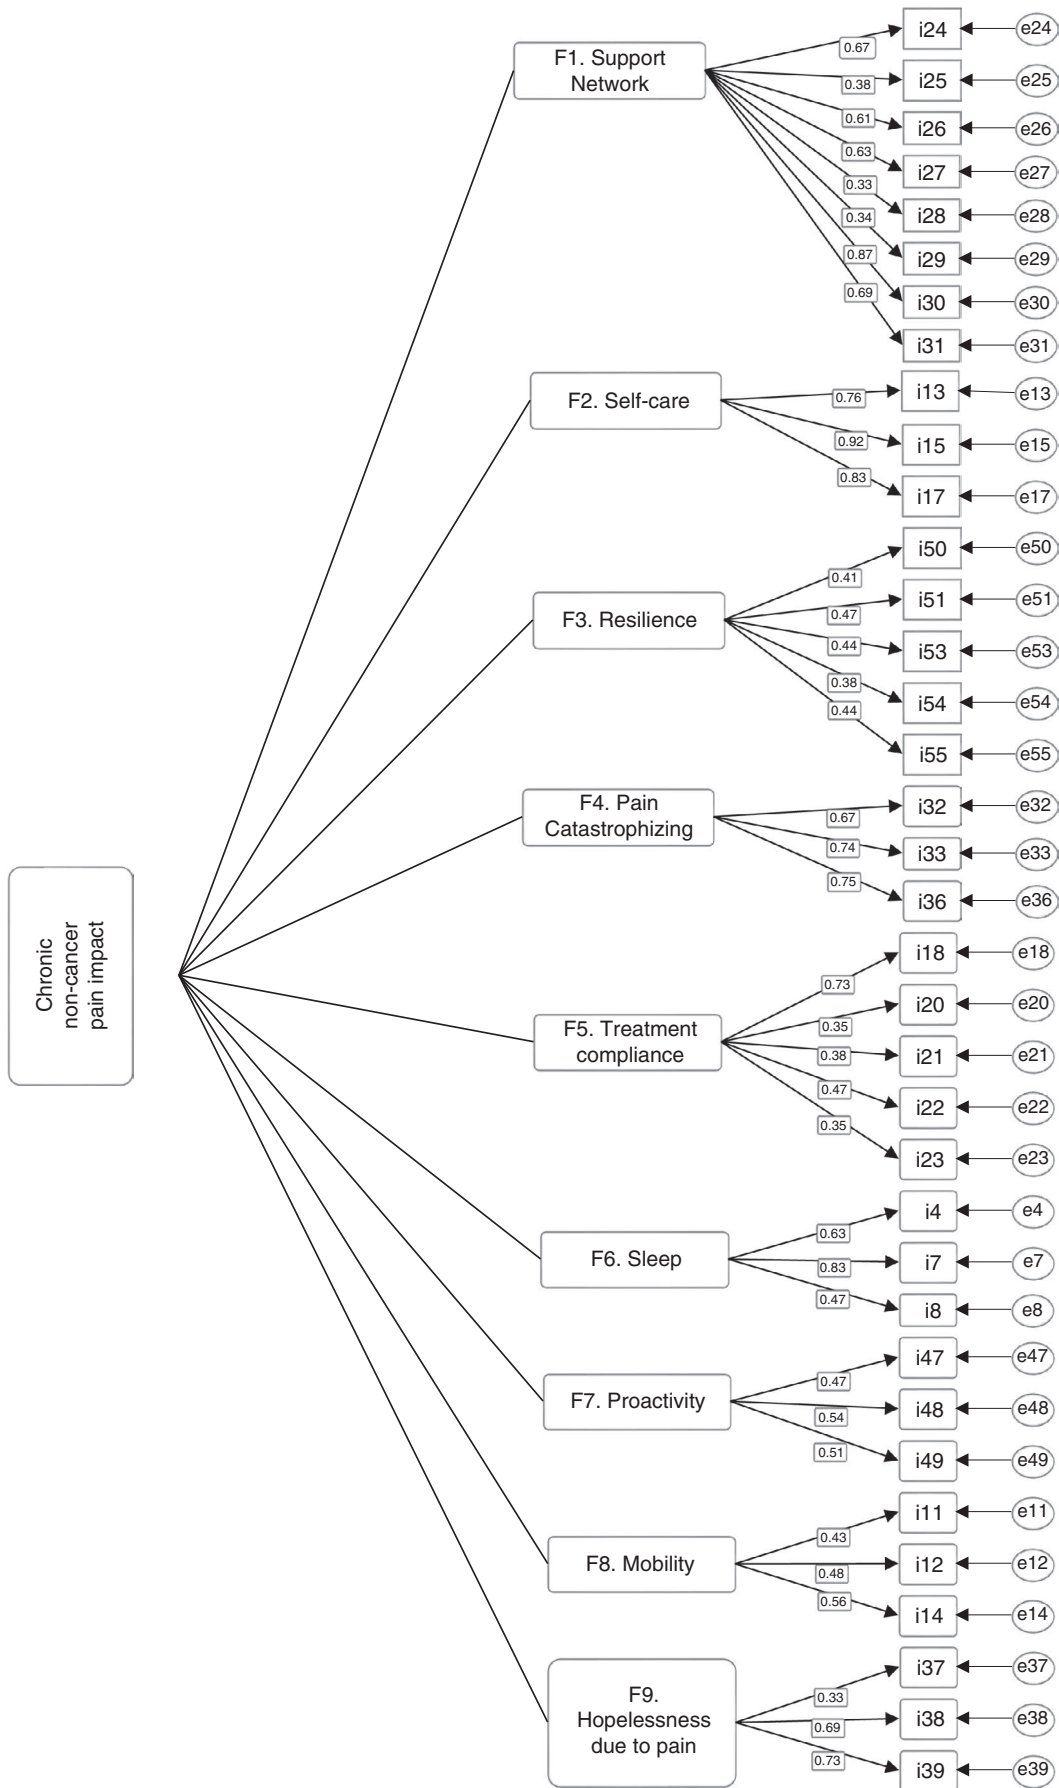 Chronic
non-cancer
pain impact
F1. Support
Network
0.67
i24
e24
0.38
i25
e25
0.61
i26
e26
0.63
i27
e27
0.33
i28
e28
0.34
i29
e29
0.87
i30
e30
0.69
i31
e31
F2. Self-care
0.76
i13
e13
0.92
i15
e15
0.83
i17
e17
F3. Resilience
0.41
i50
e50
0.47
i51
e51
0.44
i53
e53
0.38
i54
e54
0.44
i55
e55
F4. Pain
Catastrophizing
0.67
i32
e32
0.74
i33
e33
0.75
i36
e36
F5. Treatment
compliance
0.73
i18
e18
0.35
i20
e20
0.38
i21
e21
0.47
i22
e22
0.35
i23
e23
F6. Sleep
0.63
i4
e4
0.83
i7
e7
0.47
i8
e8
F7. Proactivity
0.47
i47
e47
0.54
i48
e48
0.51
i49
e49
F8. Mobility
0.43
i11
e11
0.48
i12
e12
0.56
i14
e14
F9.
Hopelessness
due to pain
0.33
i37
e37
0.69
i38
e38
0.73
i39
e39